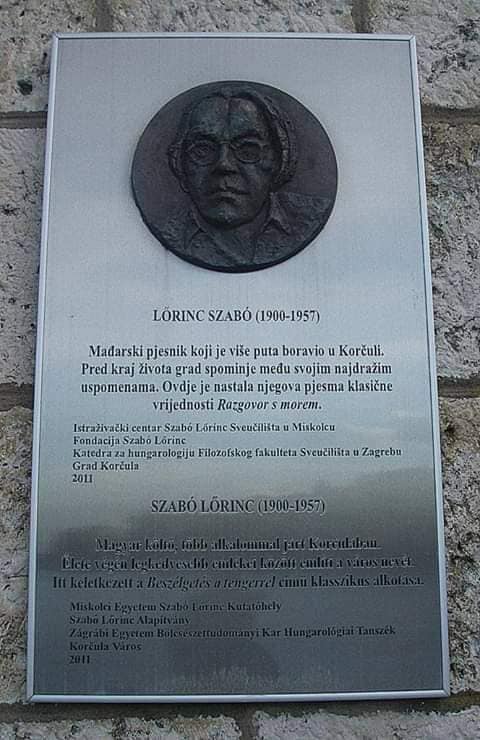 LŐRINC SZABÓ (1900-1957)
Mađarski pjesnik koji je više puta boravio u Korčuli.
Pred kraj života grad spominje među svojim najdražim
uspomenama. Ovdje je nastala njegova pjesma klasične
vrijednosti Razgovor s morem.
Istraživački centar Szabó Lőrinc Sveučilišta u Miskolcu
Fondacija Szabó Lőrinc
Katedra za hungarologiju Filozofskog fakulteta Sveučilišta u Zagrebu
Grad Korčula
2011
SZABÓ LŐRINC (1900-1957)
Magyar költő, több alkalommal járt Korčulában.
Élete végén legkedvesebb emlékei között említi a város nevét.
Itt keletkezett a Beszélgetés a tengerrel című klasszikus alkotása.
Miskolci Egyetem Szabó Lőrinc Kutatóhely
Szabó Lőrinc Alapítvány
Zágrábi Egyetem Bölcsészettudományi Kar Hungarológiai Tanszék
Korčula Város
2011